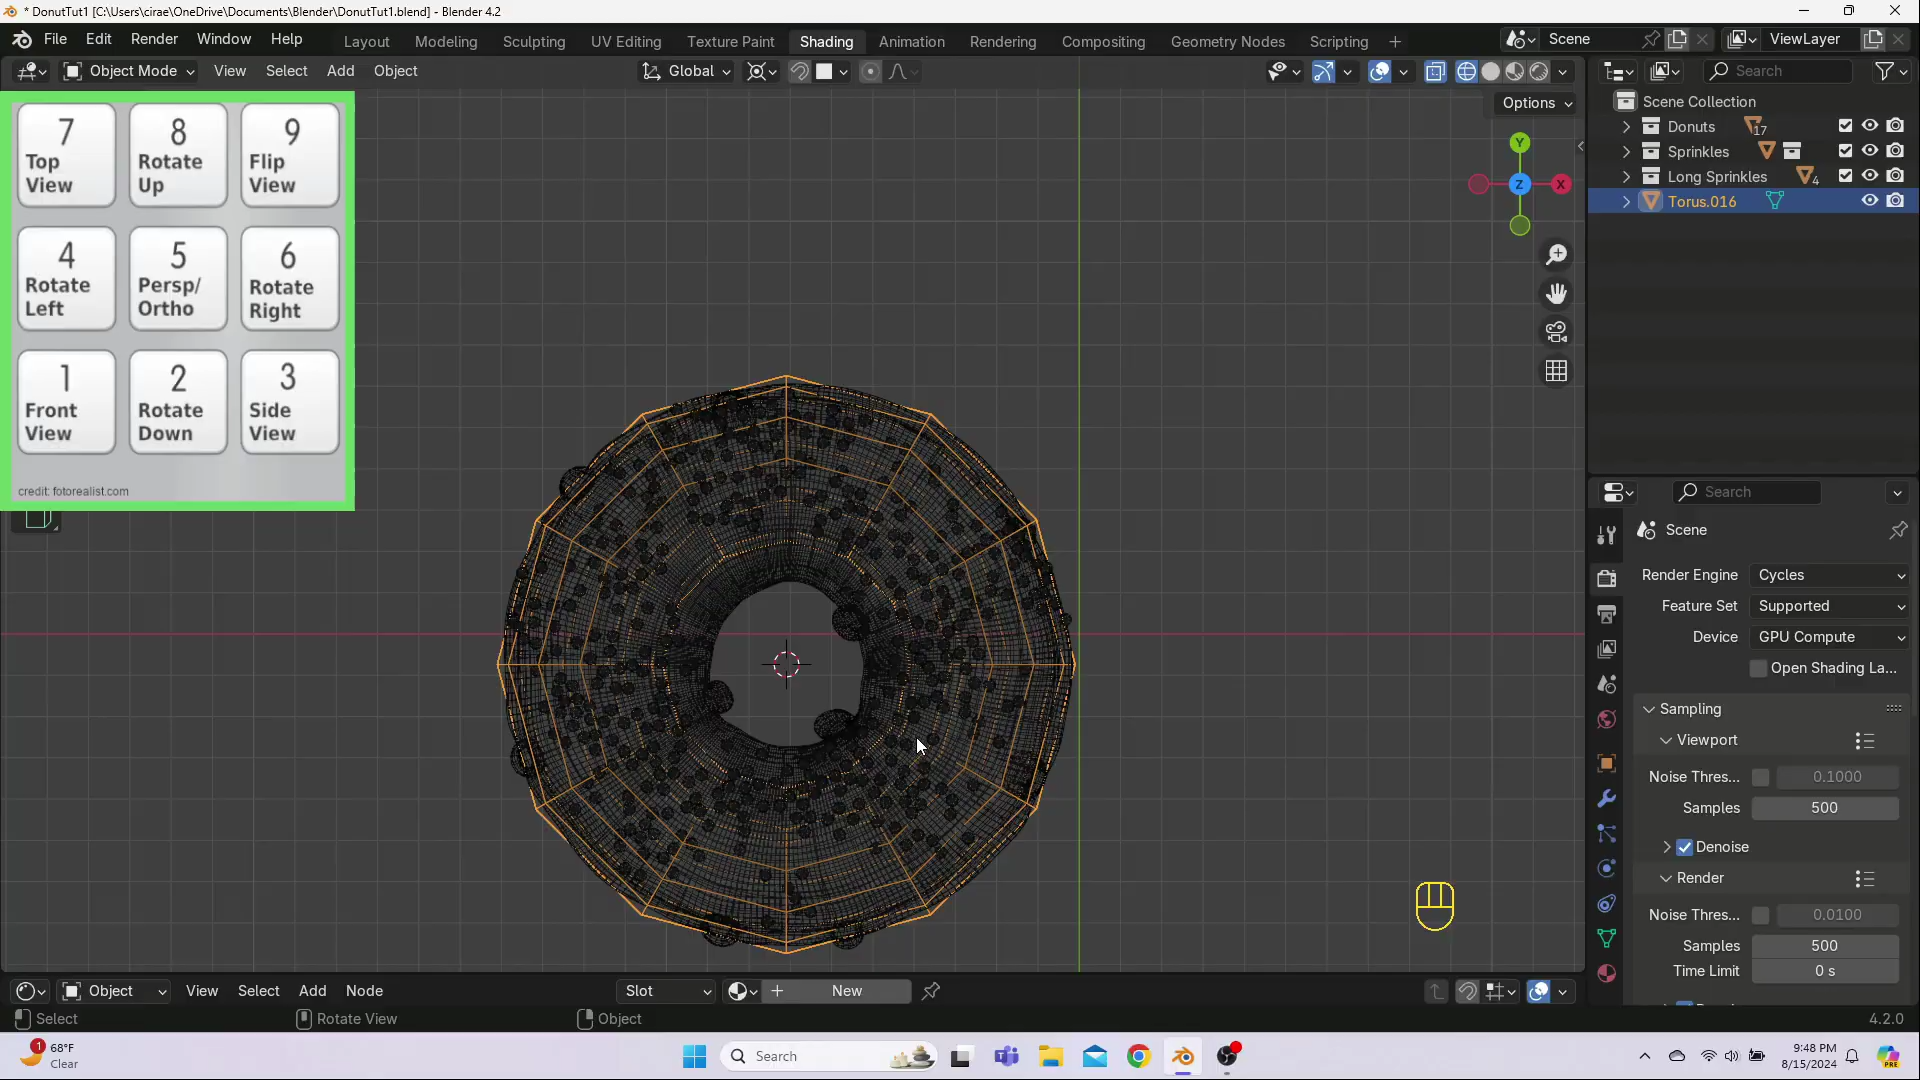 * DonutTut1 [C:\Users\cirae\OneDrive\Documents\Blender\DonutTut1.blend] - Blender 4.2
File Edit Render Window Help Layout Modeling Sculpting UV Editing Texture Paint Shading Animation Rendering Compositing Geometry Nodes Scripting + Scene ViewLayer
Object Mode View Select Add Object Global Search
Options
7 Top View
8 Rotate Up
9 Flip View
4 Rotate Left
5 Persp/ Ortho
6 Rotate Right
1 Front View
2 Rotate Down
3 Side View
credit: fotorealist.com
Y
Z
X
Scene Collection
Donuts 17
Sprinkles
Long Sprinkles 4
Torus.016
Search
Scene
Render Engine Cycles
Feature Set Supported
Device GPU Compute
Open Shading La...
Sampling
Viewport
Noise Thres... 0.1000
Samples 500
Denoise
Render
Noise Thres... 0.0100
Samples 500
Time Limit 0 s
Object View Select Add Node Slot New
Select Rotate View Object 4.2.0
1 68°F
Clear
Search
9:48 PM
8/15/2024
PRE